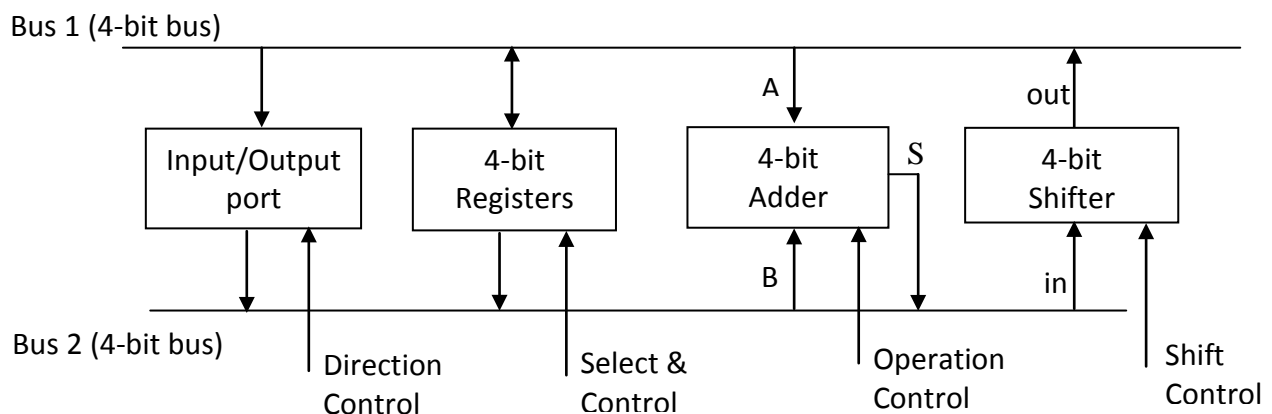 Bus 1 (4-bit bus)
A
out
Input/Output
port
4-bit
Registers
4-bit
Adder
S
4-bit
Shifter
B
in
Bus 2 (4-bit bus)
Direction
Control
Select &
Control
Operation
Control
Shift
Control